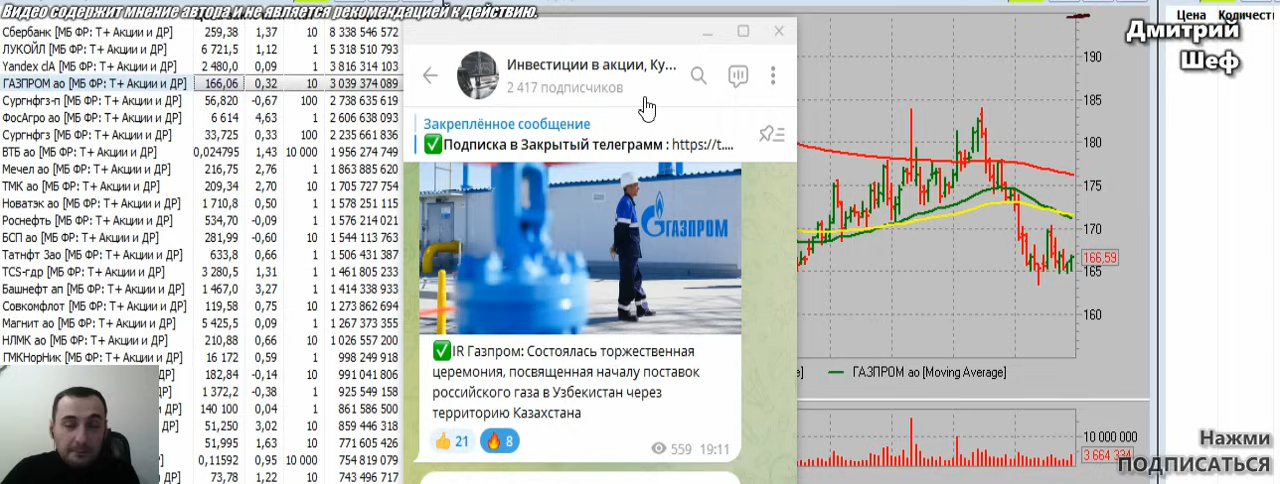 Видео содержит мнение автора и не является рекомендацией к действию.
Сбербанк [МБ ФР: Т+ Акции и ДР] 259,38 1,37 10 8 338 546 572
ЛУКОЙЛ [МБ ФР: Т+ Акции и ДР] 6 721,5 1,12 1 5 318 510 793
Yandex clA [МБ ФР: Т+ Акции и ДР] 2 480,0 0,09 1 3 816 314 103
ГАЗПРОМ ао [МБ ФР: Т+ Акции и ДР] 166,06 0,32 10 3 039 374 089
Сургнфгз-п [МБ ФР: Т+ Акции и ДР] 56,820 -0,67 100 2 738 635 619
ФосАгро ао [МБ ФР: Т+ Акции и ДР] 6 614 4,63 1 2 606 638 093
Сургнфгз [МБ ФР: Т+ Акции и ДР] 33,725 0,33 100 2 235 661 836
ВТБ ао [МБ ФР: Т+ Акции и ДР] 0,024795 1,43 10 000 1 956 274 749
Мечел ао [МБ ФР: Т+ Акции и ДР] 216,75 2,76 1 1 863 885 620
ТМК ао [МБ ФР: Т+ Акции и ДР] 209,34 2,70 10 1 705 727 754
Новатэк ао [МБ ФР: Т+ Акции и ДР] 1 710,8 0,50 1 1 578 251 115
Роснефть [МБ ФР: Т+ Акции и ДР] 534,70 -0,09 1 1 576 214 021
БСП ао [МБ ФР: Т+ Акции и ДР] 281,99 -0,60 10 1 544 113 763
Татнфт 3ао [МБ ФР: Т+ Акции и ДР] 633,8 0,66 1 1 506 431 387
TCS-гдр [МБ ФР: Т+ Акции и ДР] 3 280,5 1,31 1 1 461 805 233
Башнефт ап [МБ ФР: Т+ Акции и ДР] 1 467,0 3,27 1 1 414 338 933
Совкомфлот [МБ ФР: Т+ Акции и ДР] 119,58 0,75 10 1 273 862 694
Магнит ао [МБ ФР: Т+ Акции и ДР] 5 425,5 0,09 1 1 267 373 355
НЛМК ао [МБ ФР: Т+ Акции и ДР] 210,88 0,66 10 1 026 557 200
ГМКНорНик [МБ ФР: Т+ Акции и ДР] 16 172 0,59 1 998 249 918
ДР] 182,84 -0,14 10 991 041 806
ДР] 1 372,2 -0,38 1 925 549 158
ДР] 140 100 0,04 1 861 586 500
ДР] 51,250 3,02 10 859 446 318
ДР] 51,995 1,63 10 771 605 426
ДР] 0,11592 0,95 10 000 754 819 079
ДР] 73,78 1,22 10 743 496 717
Инвестиции в акции, Ку...
2 417 подписчиков
Закреплённое сообщение
Подписка в Закрытый телеграмм : https://t....
ГАЗПРОМ
IR Газпром: Состоялась торжественная
церемония, посвященная началу поставок
российского газа в Узбекистан через
территорию Казахстана
21
8
559 19:11
190
185
180
175
170
166,59
165
160
] ГАЗПРОМ ао [Moving Average]
10 000 000
3 664 334
Цена Количеств
Дмитрий
Шеф
Нажми
ПОДПИСАТЬСЯ